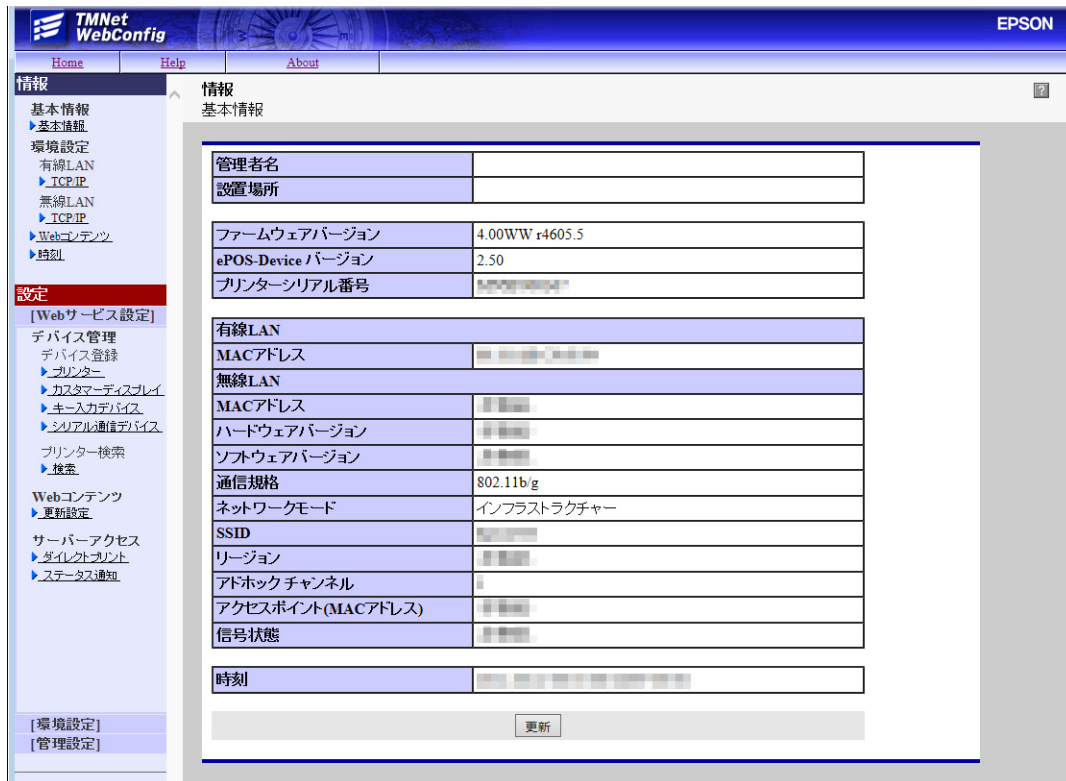 TMNet
WebConfig
EPSON
Home Help About
情報
基本情報
基本情報
環境設定
有線LAN
TCP/IP
無線LAN
TCP/IP
Webコンテンツ
時刻
設定
[Webサービス設定]
デバイス管理
デバイス登録
プリンター
カスタマーディスプレイ
キー入力デバイス
シリアル通信デバイス
プリンター検索
検索
Webコンテンツ
更新設定
サーバーアクセス
ダイレクトプリント
ステータス通知
[環境設定]
[管理設定]
情報
基本情報
?
管理者名
設置場所
ファームウェアバージョン 4.00WW r4605.5
ePOS-Device バージョン 2.50
プリンターシリアル番号
有線LAN
MACアドレス
無線LAN
MACアドレス
ハードウェアバージョン
ソフトウェアバージョン
通信規格 802.11b/g
ネットワークモード インフラストラクチャー
SSID
リージョン
アドホック チャンネル
アクセスポイント(MACアドレス)
信号状態
時刻
更新